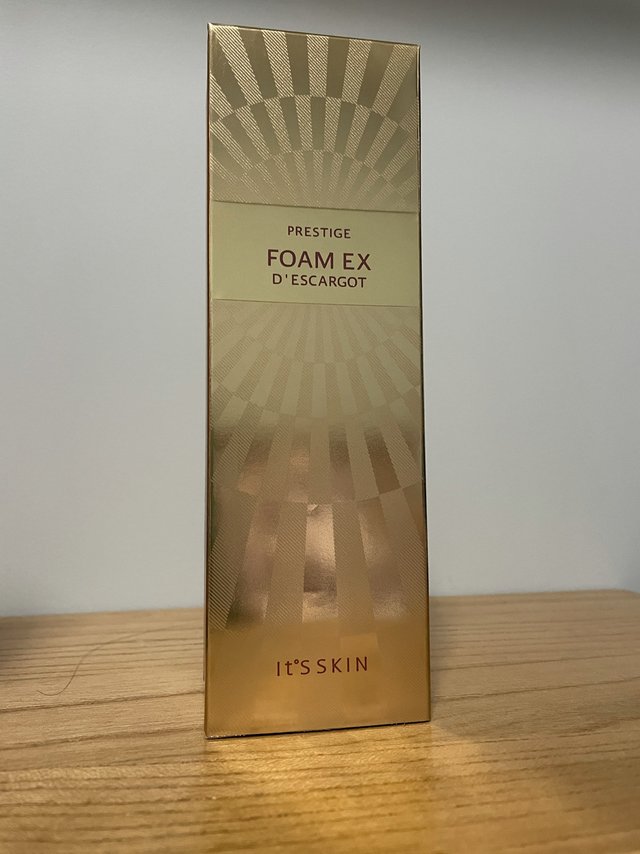 PRESTIGE
FOAM EX
D'ESCARGOT
It°S SKIN